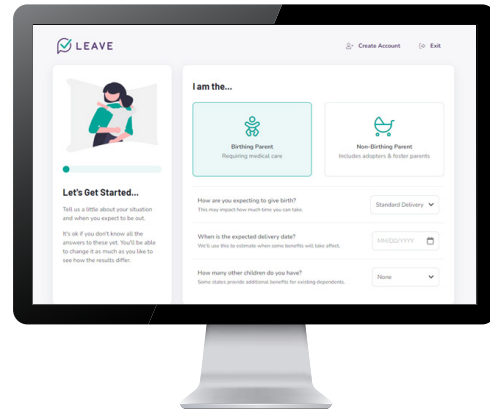 LEAVE
Create Account
Exit
Let's Get Started...
Tell us a little about your situation
and when you expect to be out.
It's ok if you don't know all the
answers to these yet. You'll be able
to change it as much as you like to
see how the results differ.
I am the...
Birthing Parent
Requiring medical care
Non-Birthing Parent
Includes adopters & foster parents
How are you expecting to give birth?
This may impact how much time you can take.
Standard Delivery
When is the expected delivery date?
We'll use this to estimate when some benefits will take affect.
MM/DD/YYYY
How many other children do you have?
Some states provide additional benefits for existing dependents.
None